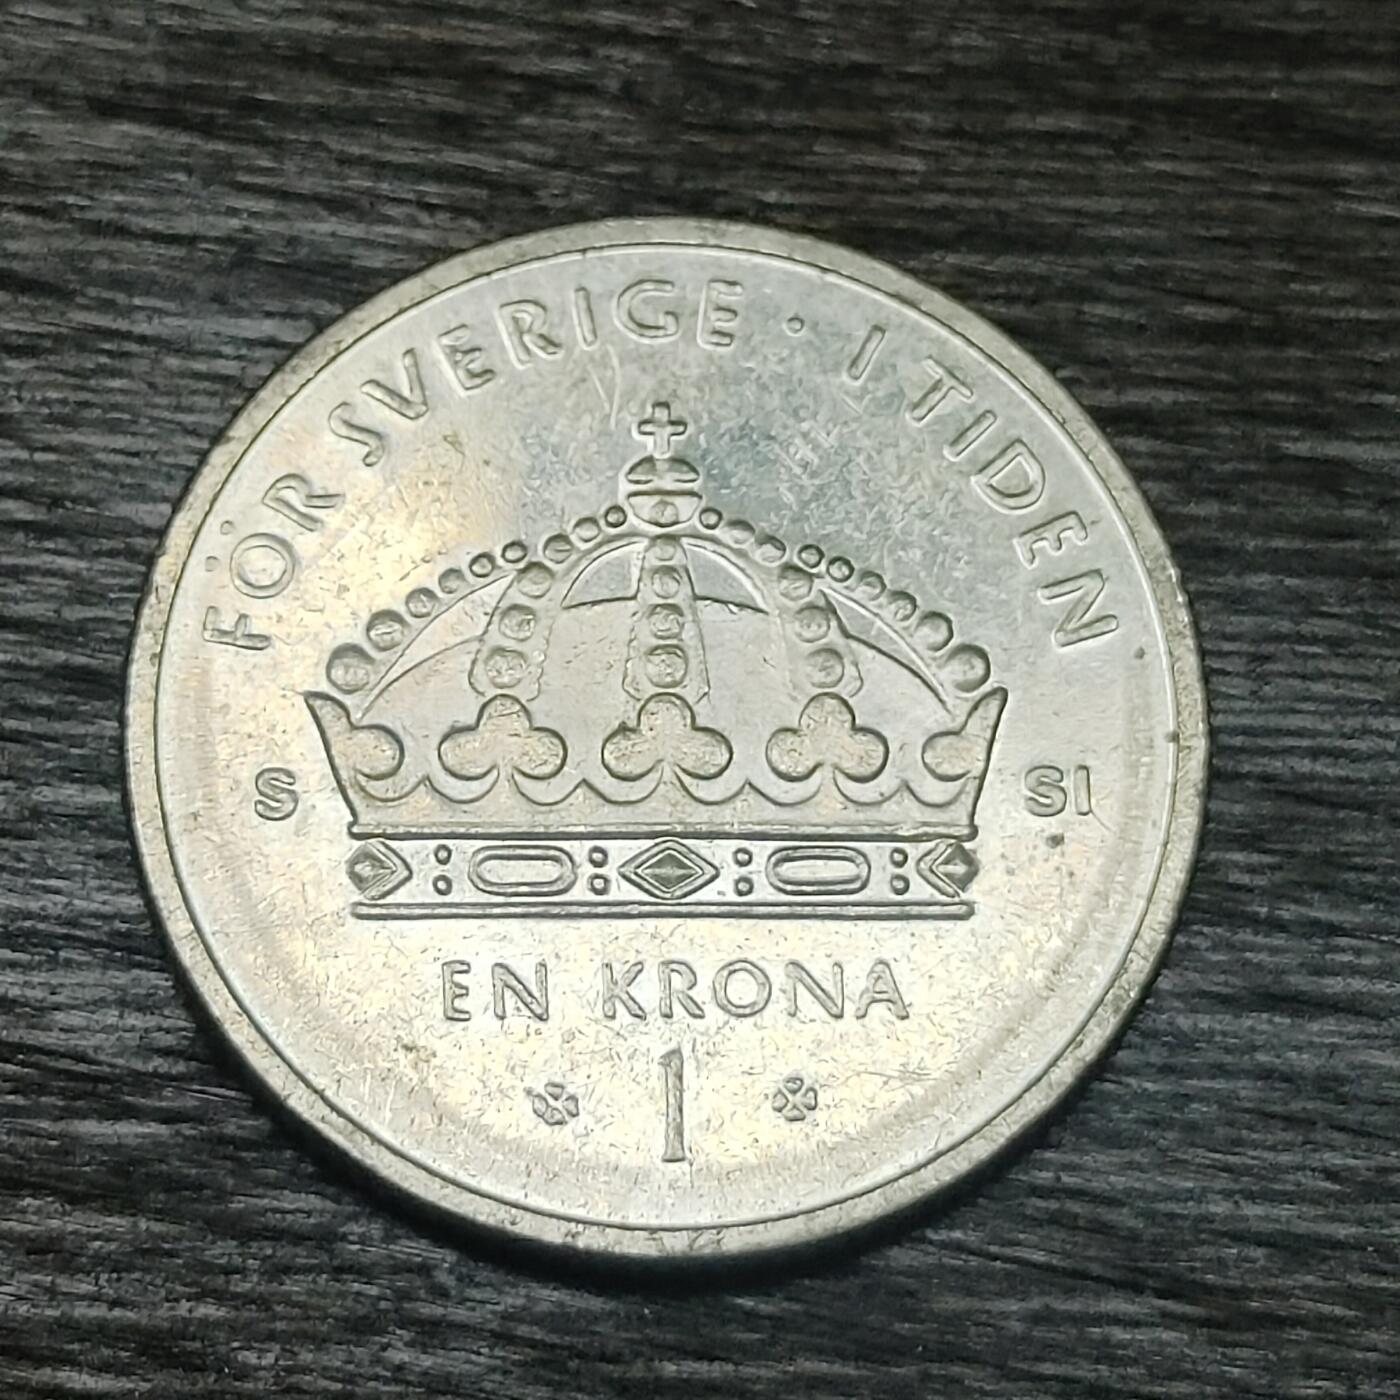 FÖR SVERIGE · I TIDEN
S
SI
EN KRONA
1